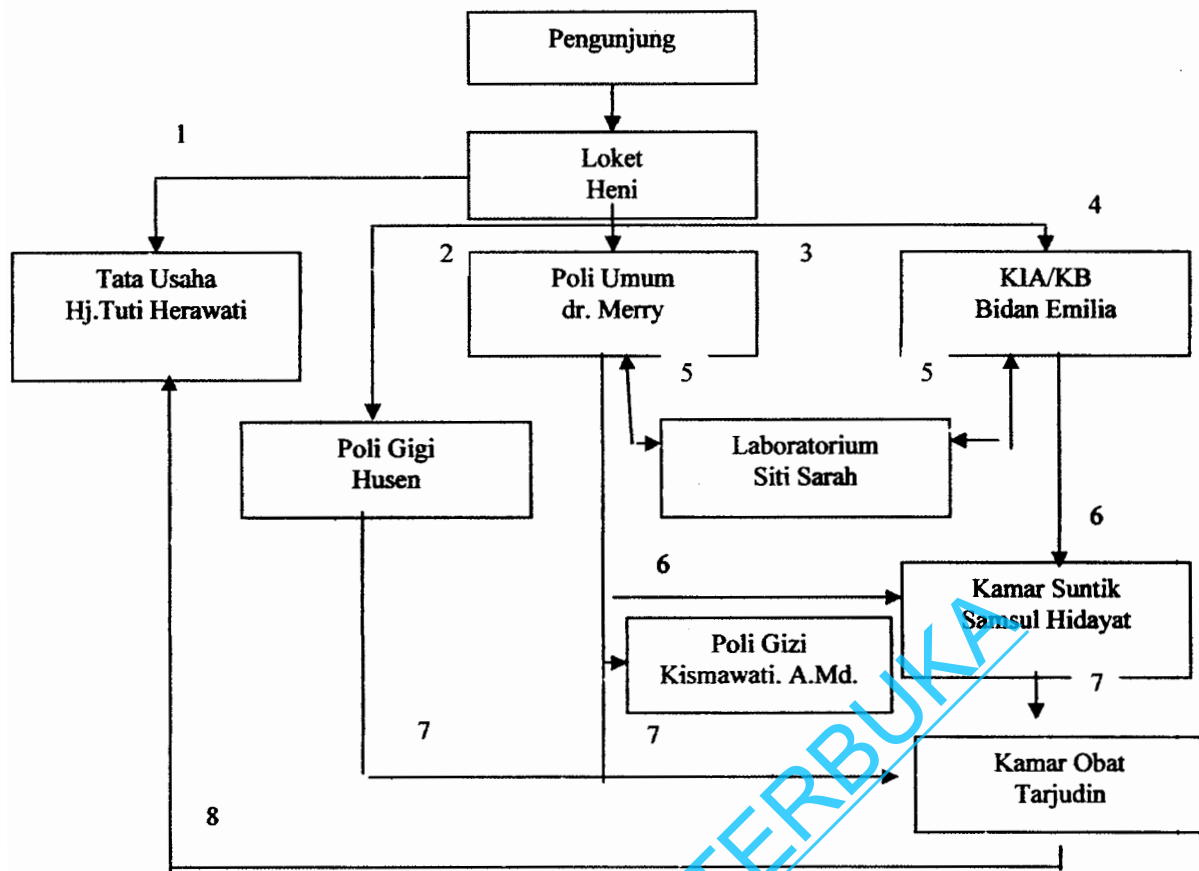 Pengunjung
1
Loket
Heni
4
Tata Usaha
Hj.Tuti Herawati
2
Poli Umum
dr. Merry
3
KIA/KB
Bidan Emilia
5
5
Poli Gigi
Husen
Laboratorium
Siti Sarah
6
6
Kamar Suntik
Samsul Hidayat
Poli Gizi
Kismawati. A.Md.
7
7
7
Kamar Obat
Tarjudin
8
TERBUKA